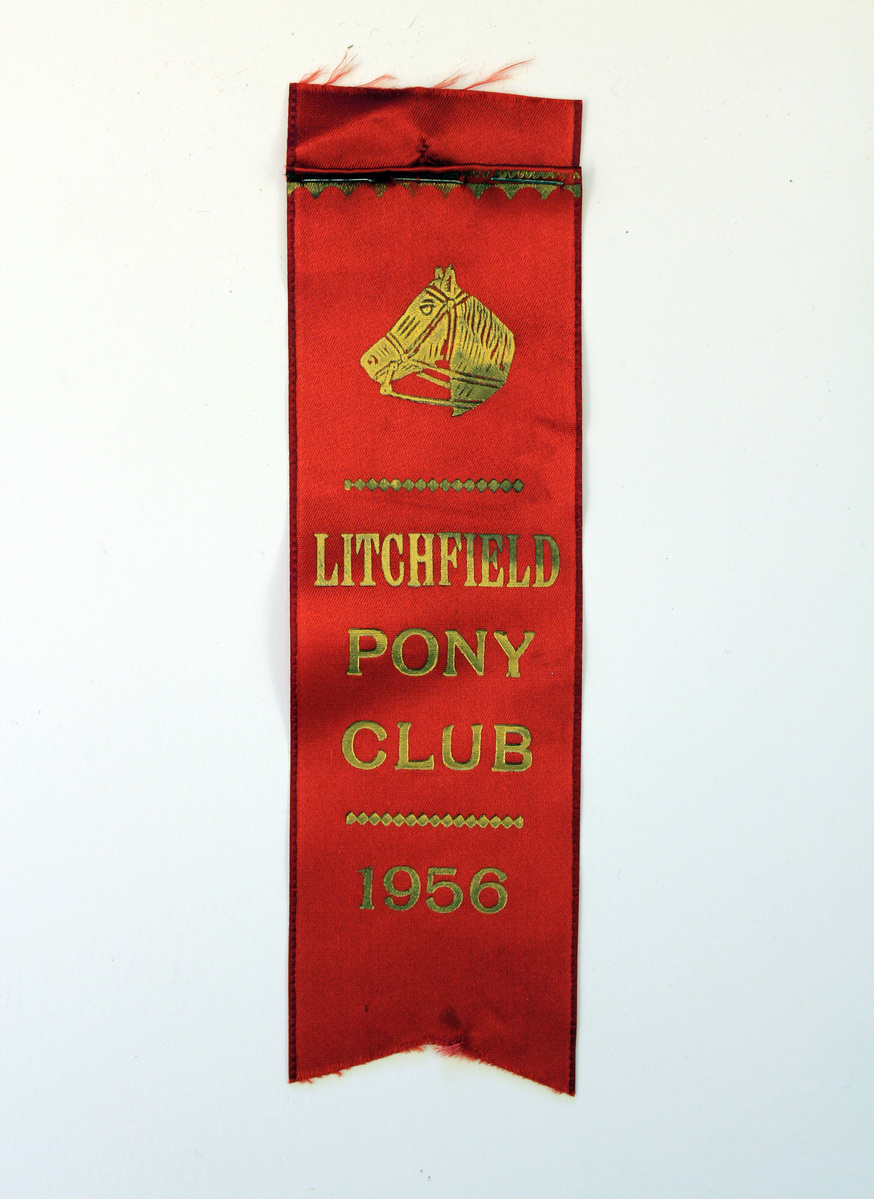 LITCHFIELD
PONY
CLUB
1956